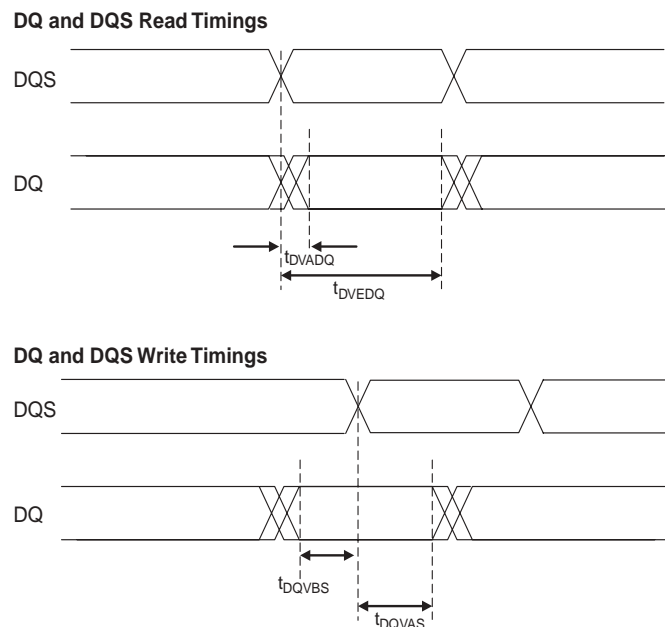 DQ and DQS Read Timings
DQS
DQ
tDVADQ
tDVEDQ
DQ and DQS Write Timings
DQS
DQ
tDQVBS
tDQVAS